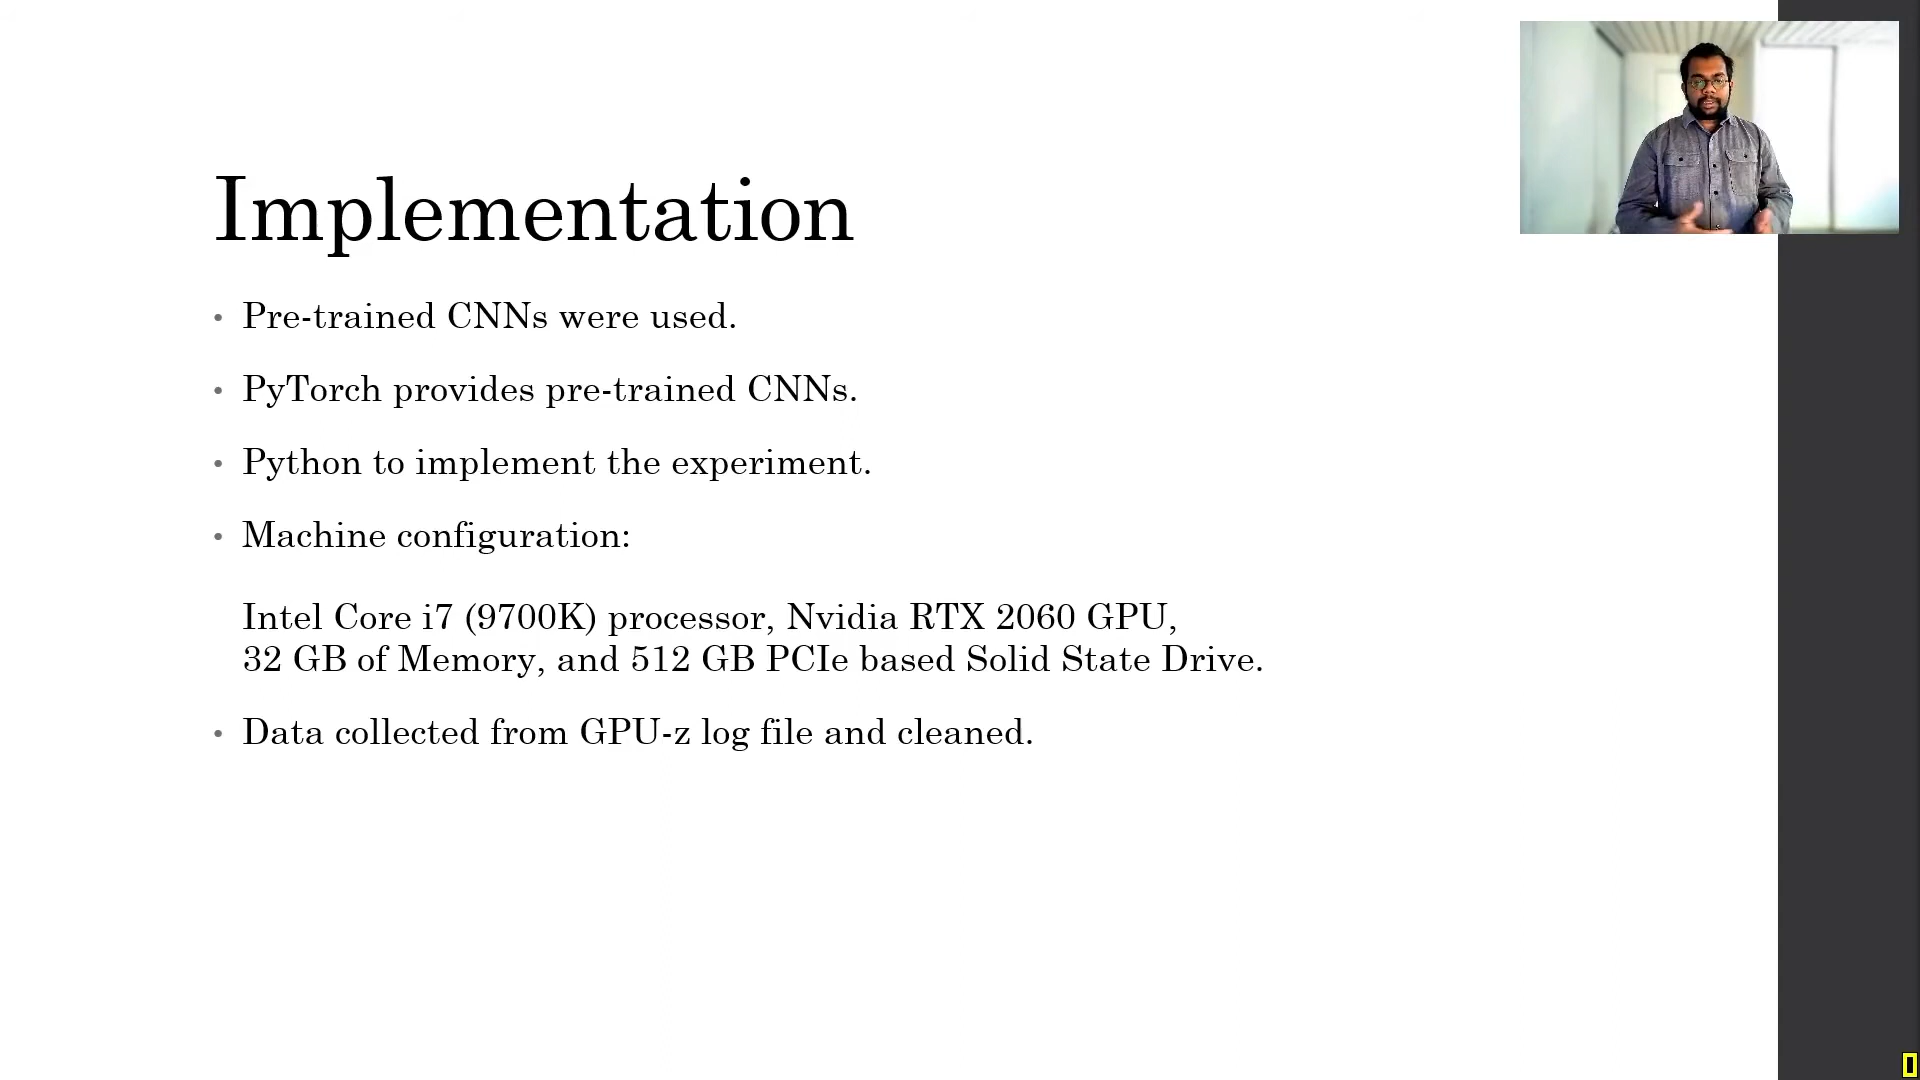 Implementation
• Pre-trained CNNs were used.
• PyTorch provides pre-trained CNNs.
• Python to implement the experiment.
• Machine configuration:
Intel Core i7 (9700K) processor, Nvidia RTX 2060 GPU,
32 GB of Memory, and 512 GB PCIe based Solid State Drive.
• Data collected from GPU-z log file and cleaned.